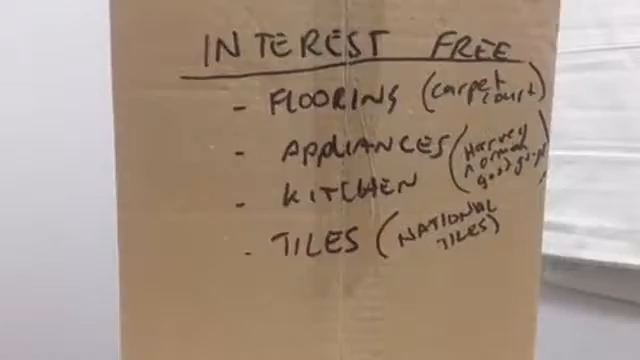 INTEREST FREE
- FLOORING (carpet court)
- APPLIANCES (Harvey norman good guys)
- KITCHEN
- TILES (NATIONAL TILES)